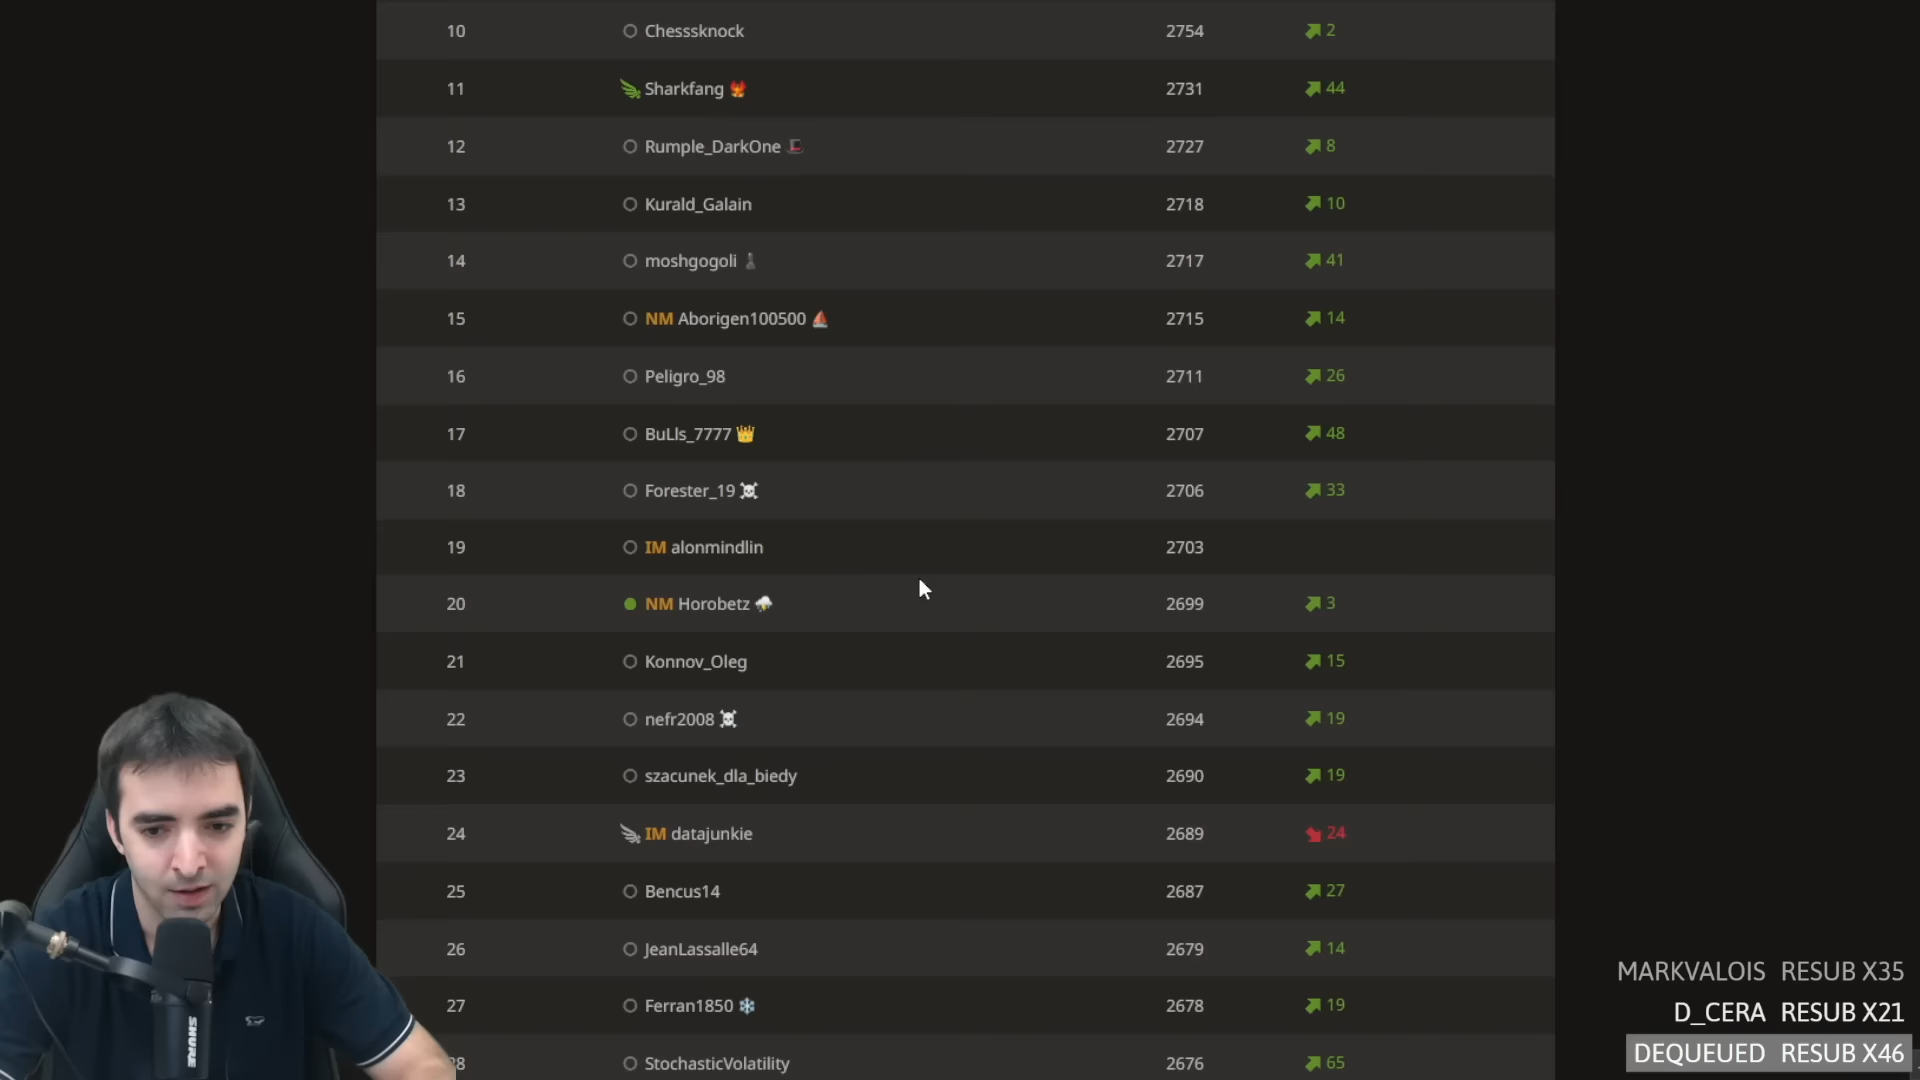 10 Chesssknock 2754 2
11 Sharkfang 2731 44
12 Rumple_DarkOne 2727 8
13 Kurald_Galain 2718 10
14 moshgogoli 2717 41
15 NM Aborigen100500 2715 14
16 Peligro_98 2711 26
17 BuLls_7777 2707 48
18 Forester_19 2706 33
19 IM alonmindlin 2703
20 NM Horobetz 2699 3
21 Konnov_Oleg 2695 15
22 nefr2008 2694 19
23 szacunek_dla_biedy 2690 19
24 IM datajunkie 2689 24
25 Bencus14 2687 27
26 JeanLassalle64 2679 14
27 Ferran1850 2678 19
28 StochasticVolatility 2676 65
MARKVALOIS RESUB X35
D_CERA RESUB X21
DEQUEUED RESUB X46
SHURE